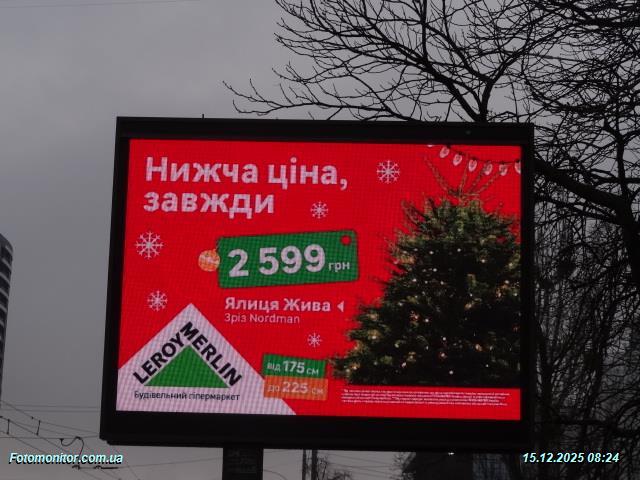 Нижча ціна,
завжди
2 599 грн
Ялиця Жива
Зріз Nordman
LEROY MERLIN
Будівельний гіпермаркет
від 175 см
до 225 см
Fotomonitor.com.ua
15.12.2025 08:24